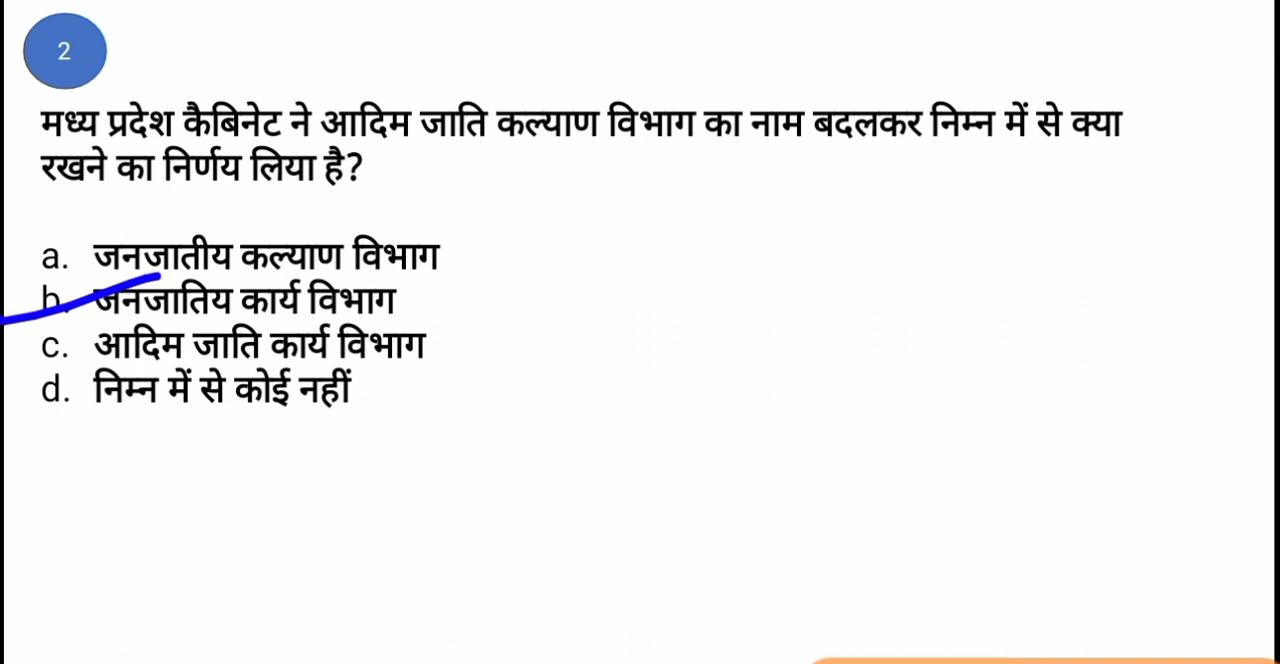 2
मध्य प्रदेश कैबिनेट ने आदिम जाति कल्याण विभाग का नाम बदलकर निम्न में से क्या
रखने का निर्णय लिया है?
a. जनजातीय कल्याण विभाग
b. जनजातिय कार्य विभाग
c. आदिम जाति कार्य विभाग
d. निम्न में से कोई नहीं